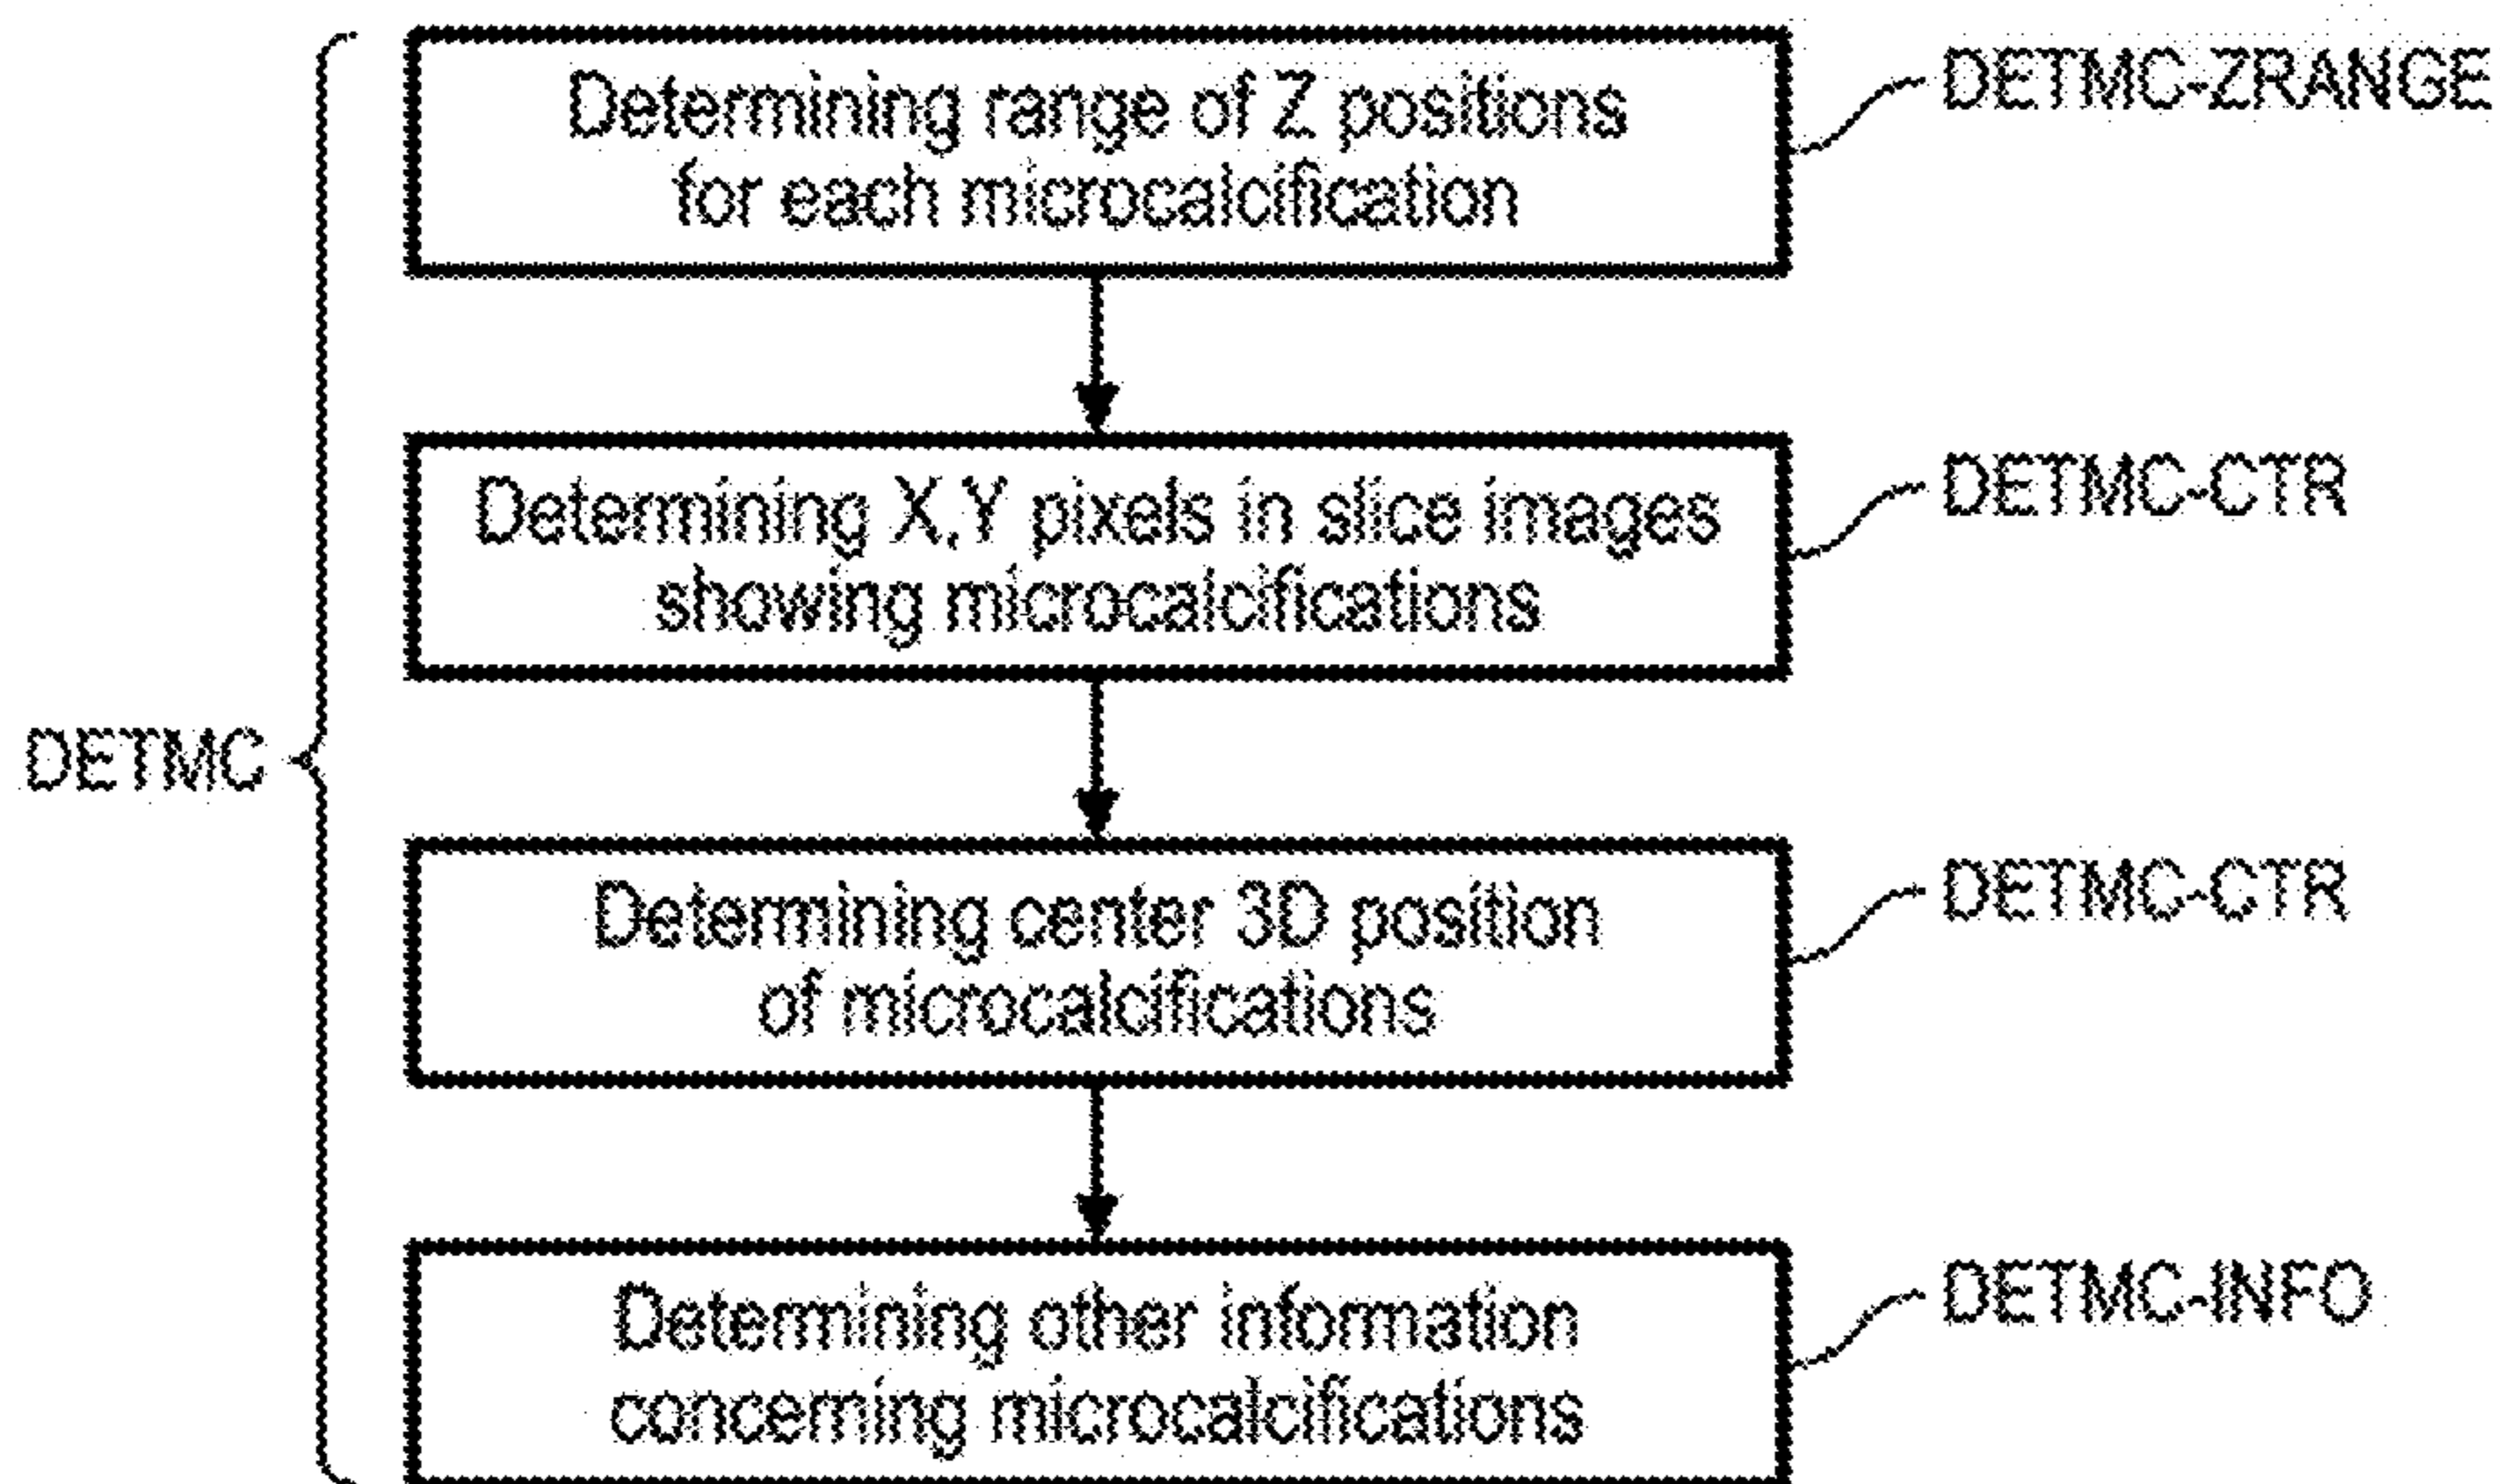 Determining range of Z positions
for each microcalcification
DETMC-ZRANGE
Determining X,Y pixels in slice images
showing microcalcifications
DETMC-CTR
DETMC
Determining center 3D position
of microcalcifications
DETMC-CTR
Determining other information
concerning microcalcifications
DETMC-INFO